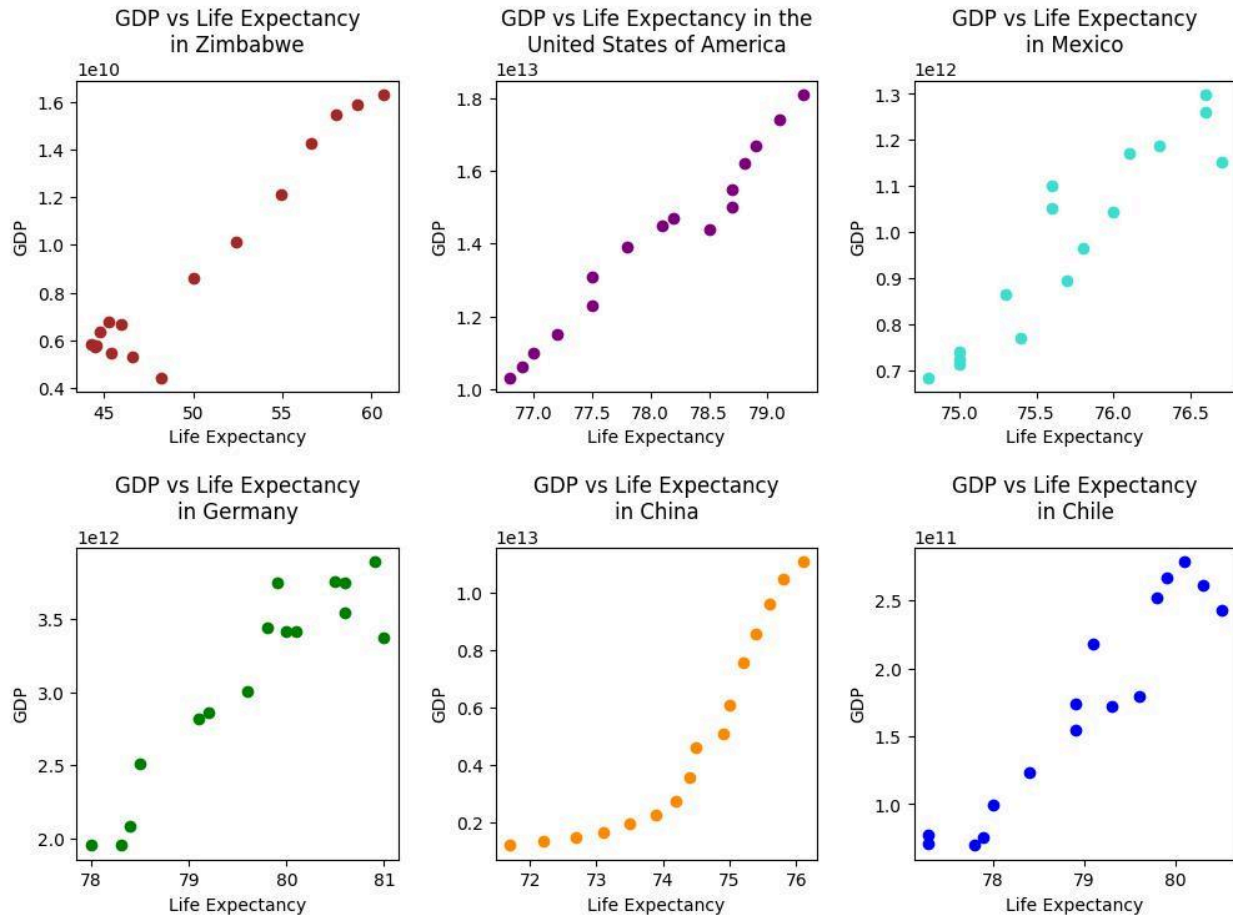 GDP vs Life Expectancy
in Zimbabwe
1e10
1.6
1.4
1.2
1.0
0.8
0.6
0.4
GDP
45 50 55 60
Life Expectancy
GDP vs Life Expectancy in the
United States of America
1e13
1.8
1.6
1.4
1.2
1.0
GDP
77.0 77.5 78.0 78.5 79.0
Life Expectancy
GDP vs Life Expectancy
in Mexico
1e12
1.3
1.2
1.1
1.0
0.9
0.8
0.7
GDP
75.0 75.5 76.0 76.5
Life Expectancy
GDP vs Life Expectancy
in Germany
1e12
3.5
3.0
2.5
2.0
GDP
78 79 80 81
Life Expectancy
GDP vs Life Expectancy
in China
1e13
1.0
0.8
0.6
0.4
0.2
GDP
72 73 74 75 76
Life Expectancy
GDP vs Life Expectancy
in Chile
1e11
2.5
2.0
1.5
1.0
GDP
78 79 80
Life Expectancy